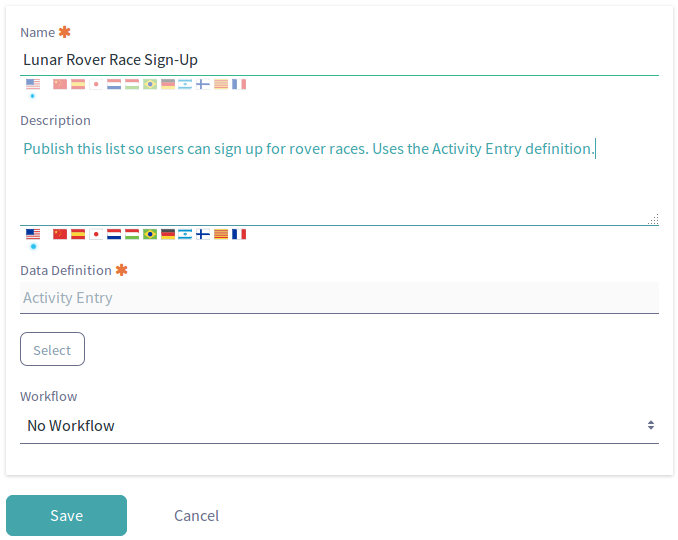 Name ✱
Lunar Rover Race Sign-Up
Description
Publish this list so users can sign up for rover races. Uses the Activity Entry definition.
Data Definition ✱
Activity Entry
Select
Workflow
No Workflow
Save Cancel